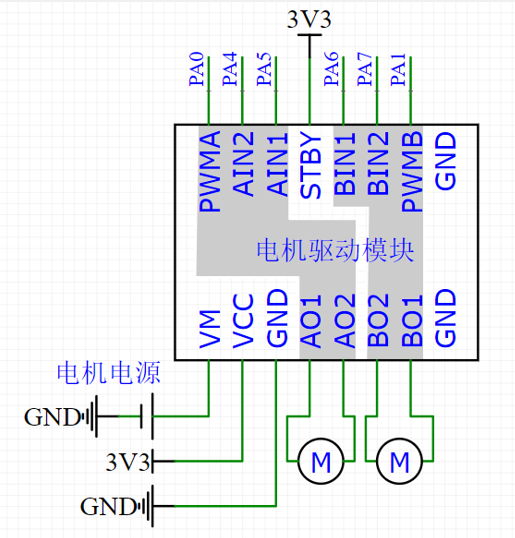 3V3
PA0
PA4
PA5
PA6
PA7
PA1
PWMA
AIN2
AIN1
STBY
BIN1
BIN2
PWMB
GND
电机驱动模块
VM
VCC
GND
AO1
AO2
BO2
BO1
GND
电机电源
GND
3V3
GND
M
M